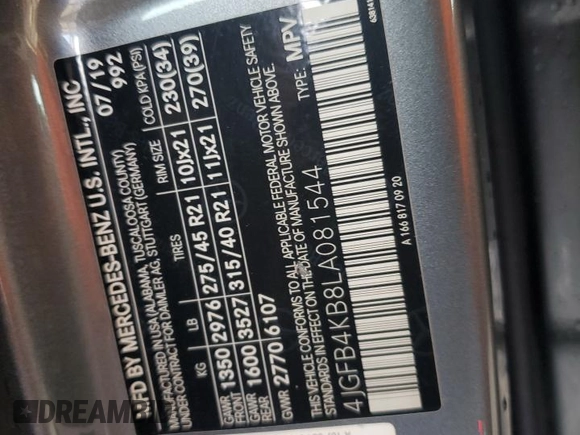 MFD BY MERCEDES-BENZ U.S. INTL., INC.
MANUFACTURED IN USA (ALABAMA, TUSCALOOSA COUNTY)
UNDER CONTRACT FOR DAIMLER AG, STUTTGART (GERMANY)
07/19
992
KG LB TIRES RIM SIZE COLD KPA(PSI)
GAWR FRONT 1350 2976 275/45 R21 10Jx21 230(34)
GAWR REAR 1600 3527 315/40 R21 11Jx21 270(39)
GVWR 2770 6107
THIS VEHICLE CONFORMS TO ALL APPLICABLE FEDERAL MOTOR VEHICLE SAFETY
STANDARDS IN EFFECT ON THE DATE OF MANUFACTURE SHOWN ABOVE.
4JGFB4KB8LA081544 TYPE: MPV
A 166 817 09 20
DRIVEHISTORY